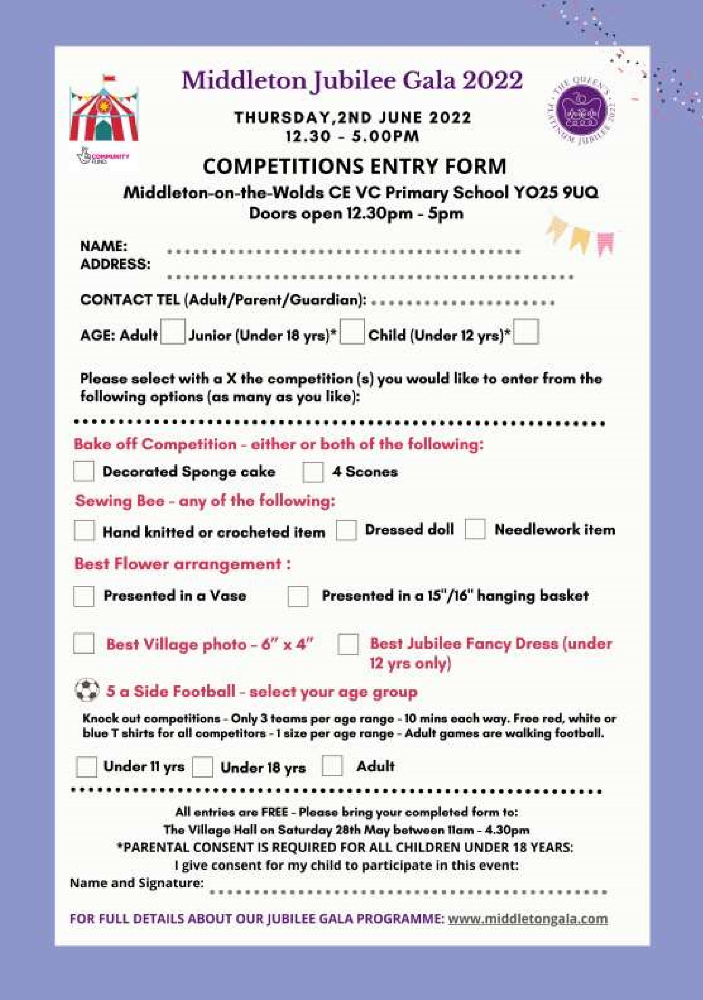 Middleton Jubilee Gala 2022
THE QUEEN'S PLATINUM JUBILEE 2022
70
THURSDAY,2ND JUNE 2022
12.30 - 5.00PM
COMMUNITY
FUND
COMPETITIONS ENTRY FORM
Middleton-on-the-Wolds CE VC Primary School YO25 9UQ
Doors open 12.30pm - 5pm
NAME:
ADDRESS:
CONTACT TEL (Adult/Parent/Guardian):
AGE: Adult Junior (Under 18 yrs)* Child (Under 12 yrs)*
Please select with a X the competition (s) you would like to enter from the
following options (as many as you like):
Bake off Competition - either or both of the following:
Decorated Sponge cake 4 Scones
Sewing Bee - any of the following:
Hand knitted or crocheted item Dressed doll Needlework item
Best Flower arrangement :
Presented in a Vase Presented in a 15"/16" hanging basket
Best Village photo - 6" x 4" Best Jubilee Fancy Dress (under
12 yrs only)
5 a Side Football - select your age group
Knock out competitions - Only 3 teams per age range - 10 mins each way. Free red, white or
blue T shirts for all competitors - 1 size per age range - Adult games are walking football.
Under 11 yrs Under 18 yrs Adult
All entries are FREE - Please bring your completed form to:
The Village Hall on Saturday 28th May between 11am - 4.30pm
*PARENTAL CONSENT IS REQUIRED FOR ALL CHILDREN UNDER 18 YEARS:
I give consent for my child to participate in this event:
Name and Signature:
FOR FULL DETAILS ABOUT OUR JUBILEE GALA PROGRAMME: www.middletongala.com